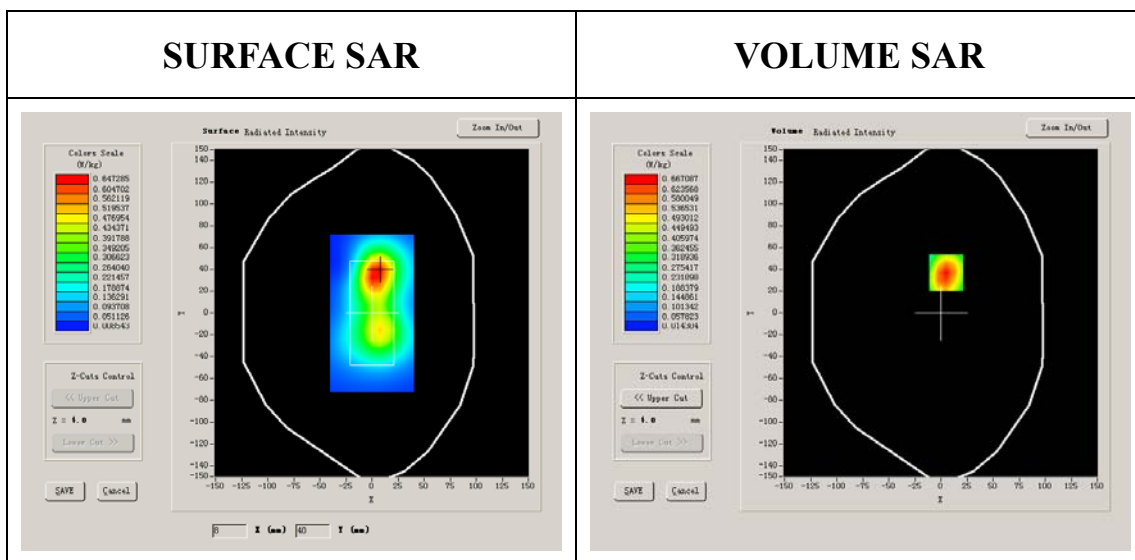 SURFACE SAR
VOLUME SAR
Surface Radiated Intensity
Zoom In/Out
Colors Scale
(W/kg)
0.647285
0.604702
0.562119
0.519537
0.476954
0.434371
0.391788
0.349205
0.306623
0.264040
0.221457
0.178874
0.136291
0.093708
0.051126
0.008543
150
120
100
80
60
40
20
0
-20
-40
-60
-80
-100
-120
-140
-150
Y
-150 -125 -100 -75 -50 -25 0 25 50 75 100 125 150
X
Z-Cuts Control
<< Upper Cut
Z = 4.0 mm
Lower Cut >>
SAVE Cancel
8 X (mm) 40 Y (mm)
Volume Radiated Intensity
Zoom In/Out
Colors Scale
(W/kg)
0.667087
0.623568
0.580049
0.536531
0.493012
0.449493
0.405974
0.362455
0.318936
0.275417
0.231898
0.188379
0.144861
0.101342
0.057823
0.014304
150
120
100
80
60
40
20
0
-20
-40
-60
-80
-100
-120
-140
-150
Y
-150 -125 -100 -75 -50 -25 0 25 50 75 100 125 150
X
Z-Cuts Control
<< Upper Cut
Z = 4.0 mm
Lower Cut >>
SAVE Cancel